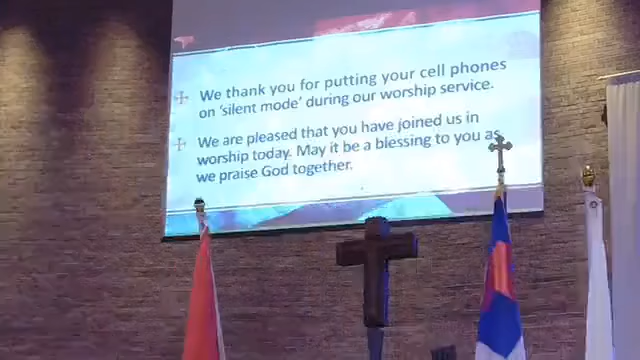 We thank you for putting your cell phones
on 'silent mode' during our worship service.
We are pleased that you have joined us in
worship today. May it be a blessing to you as
we praise God together.